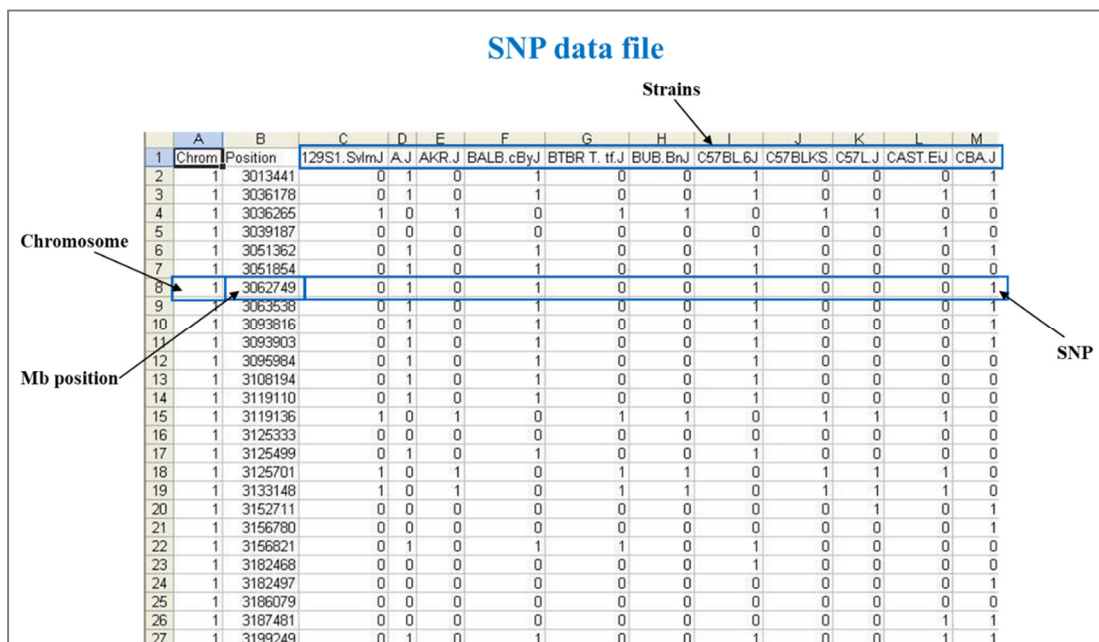 SNP data file
Strains
A B C D E F G H I J K L M
1 Chrom Position 129S1.SvImJ A.J AKR.J BALB.cByJ BTBR T. tf.J BUB.BnJ C57BL.6J C57BLKS. C57L.J CAST.EiJ CBA.J
2 1 3013441 0 1 0 1 0 0 1 0 0 0 1
3 1 3036178 0 1 0 1 0 0 1 0 0 1 1
4 1 3036265 1 0 1 0 1 1 0 1 1 0 0
5 1 3039187 0 0 0 0 0 0 0 0 0 1 0
Chromosome
6 1 3051362 0 1 0 1 0 0 1 0 0 0 1
7 1 3051854 0 1 0 1 0 0 1 0 0 0 0
8 1 3062749 0 1 0 1 0 0 1 0 0 0 1
9 1 3063538 0 1 0 1 0 0 1 0 0 0 1
10 1 3093816 0 1 0 1 0 0 1 0 0 0 1
11 1 3093903 0 1 0 1 0 0 1 0 0 0 1
SNP
12 1 3095984 0 1 0 1 0 0 1 0 0 0 0
Mb position
13 1 3108194 0 1 0 1 0 0 1 0 0 0 0
14 1 3119110 0 1 0 1 0 0 1 0 0 0 0
15 1 3119136 1 0 1 0 1 1 0 1 1 1 0
16 1 3125333 0 0 0 0 0 0 0 0 0 0 0
17 1 3125499 0 1 0 1 0 0 1 0 0 0 0
18 1 3125701 1 0 1 0 1 1 0 1 1 1 0
19 1 3133148 1 0 1 0 1 1 0 1 1 1 0
20 1 3152711 0 0 0 0 0 0 0 0 1 0 1
21 1 3156780 0 0 0 0 0 0 0 0 0 0 1
22 1 3156821 0 1 0 1 1 0 1 0 0 0 0
23 1 3182468 0 0 0 0 0 0 1 0 0 0 0
24 1 3182497 0 0 0 0 0 0 0 0 0 0 1
25 1 3186079 0 0 0 0 0 0 0 0 0 0 0
26 1 3187481 0 0 0 0 0 0 0 0 0 1 1
27 1 3199249 0 1 0 1 0 0 1 0 0 1 1